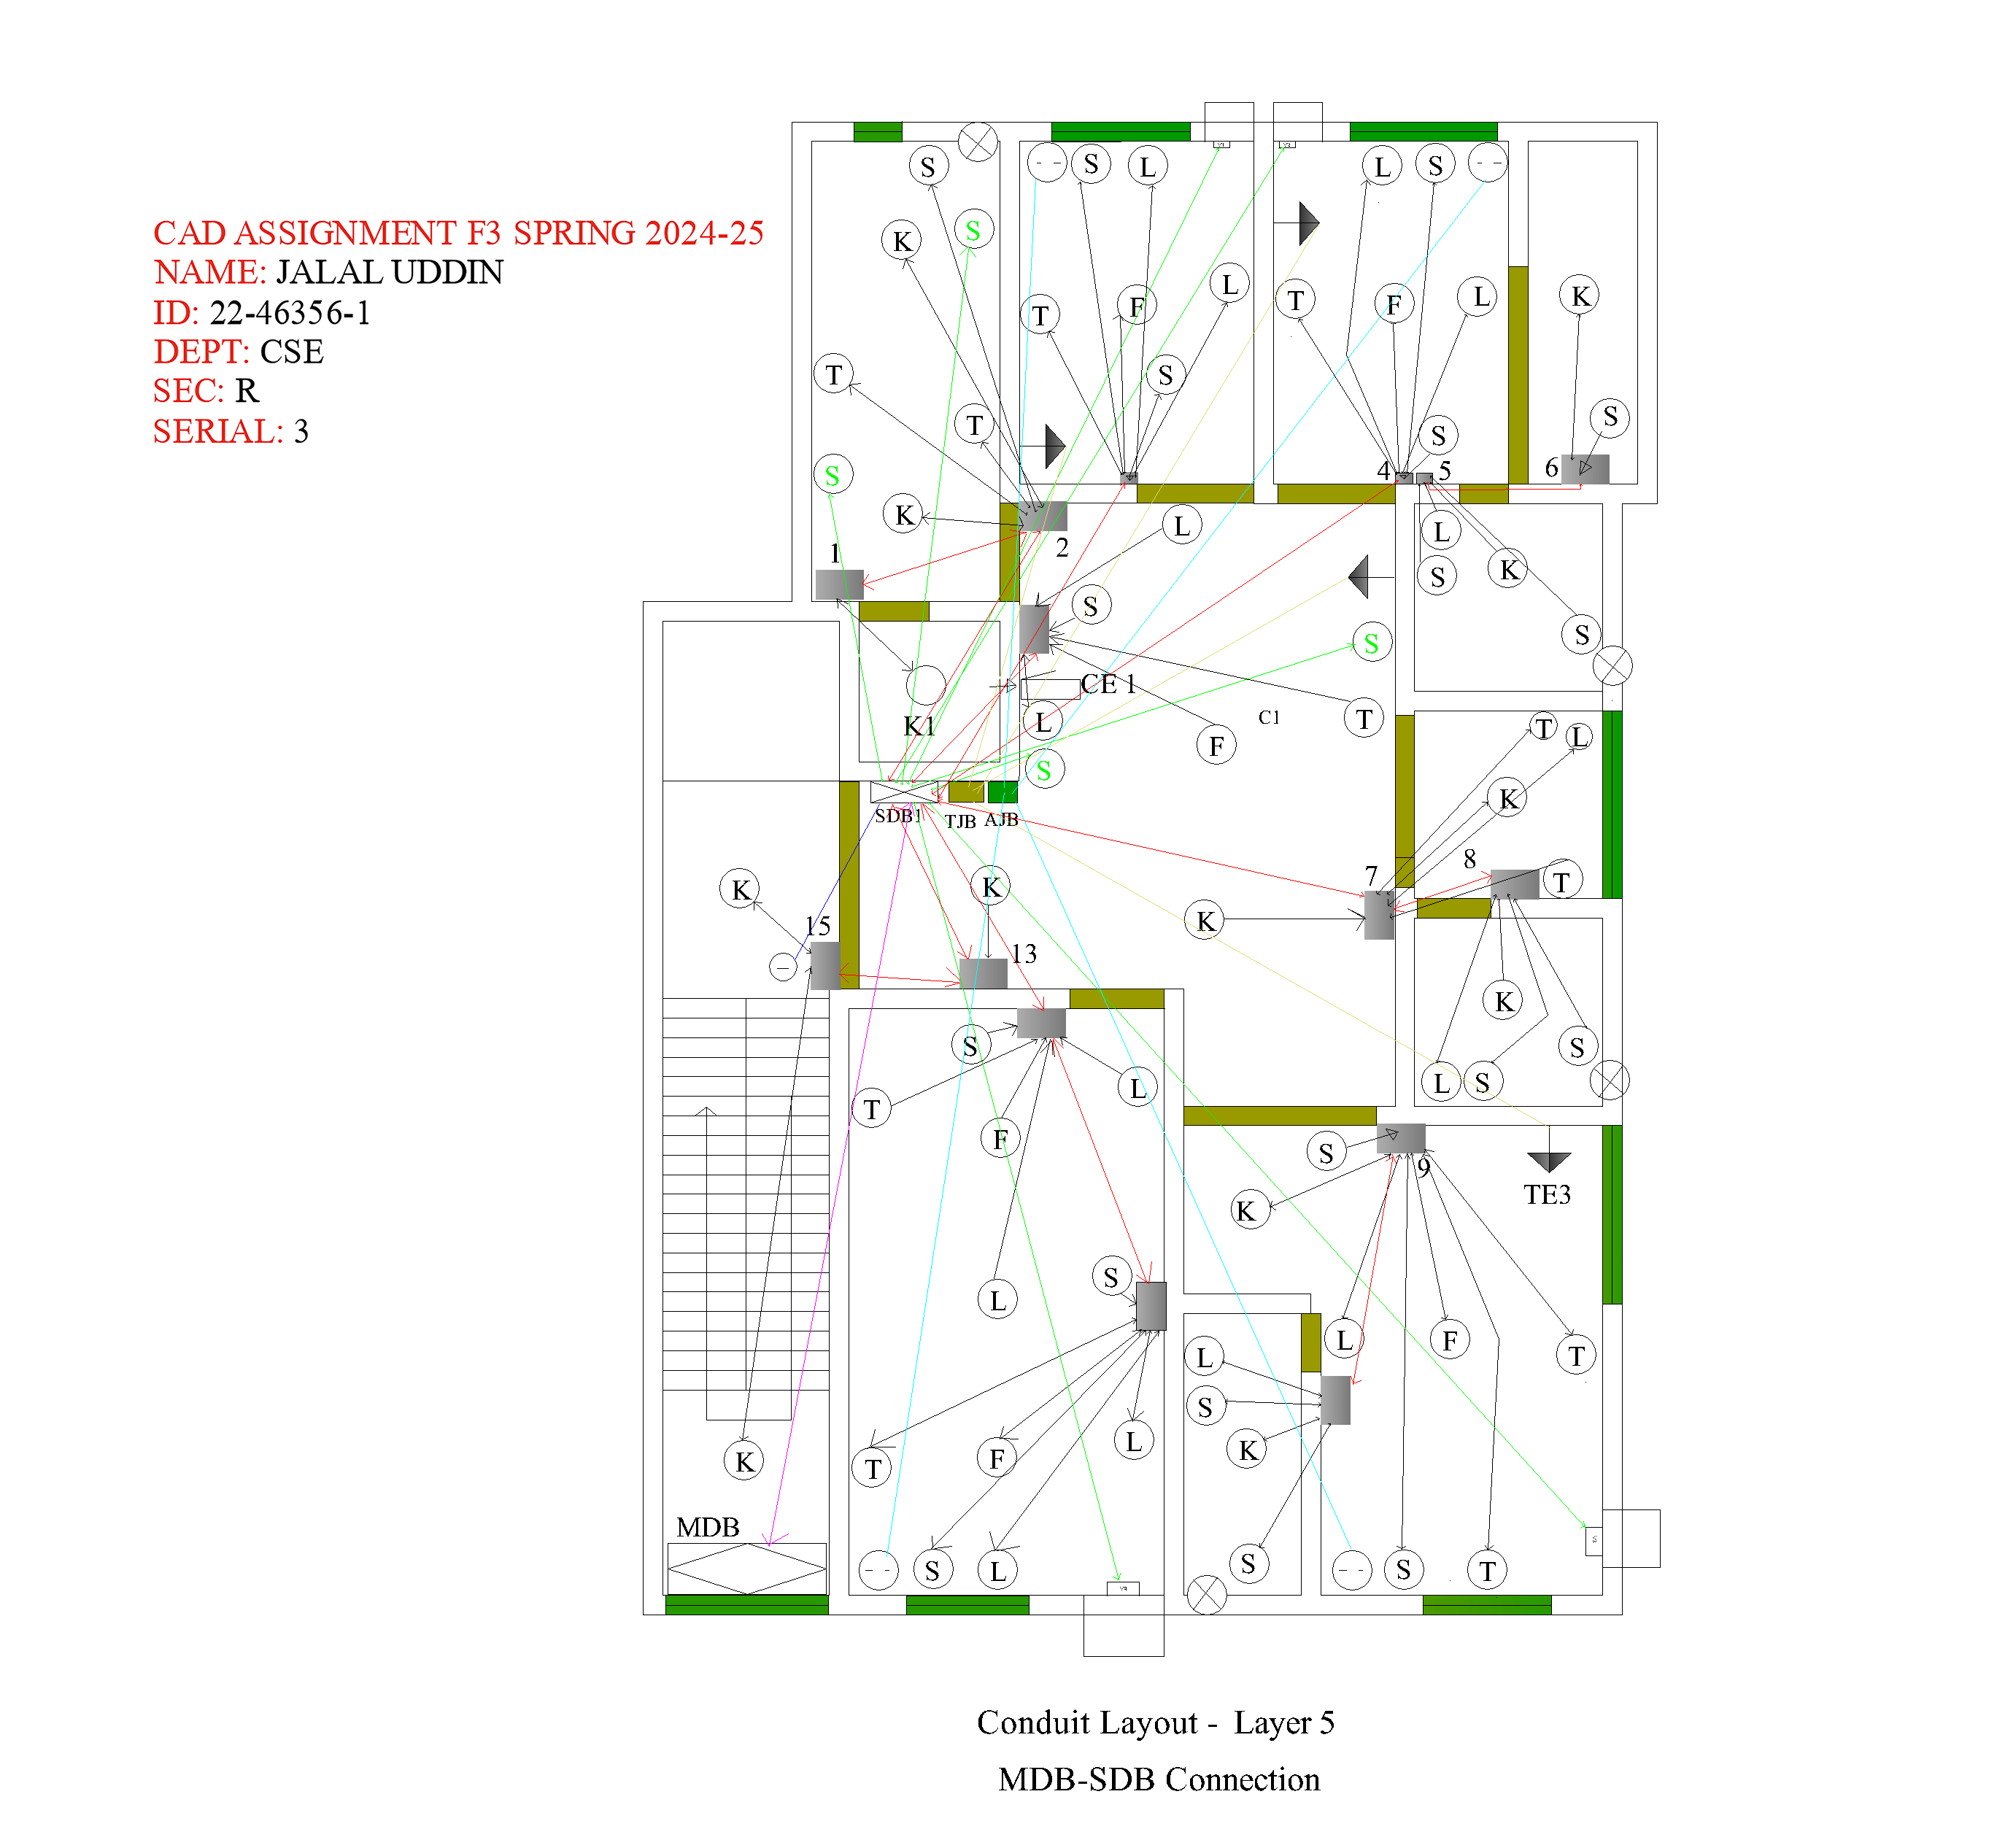 CAD ASSIGNMENT F3 SPRING 2024-25
NAME: JALAL UDDIN
ID: 22-46356-1
DEPT: CSE
SEC: R
SERIAL: 3
S
S
L
L
S
K
S
T
F
L
T
F
L
K
T
S
T
S
S
S
K
4
5
6
L
K
S
K
1
2
L
S
S
S
CE 1
K1
L
F
C1
T
T
L
S
SDB1
TJB
AJB
K
K
K
15
13
K
7
8
T
K
S
T
F
L
L
S
S
S
K
9
TE3
L
S
L
F
T
L
S
K
K
T
F
L
S
L
S
S
T
MDB
Conduit Layout - Layer 5
MDB-SDB Connection